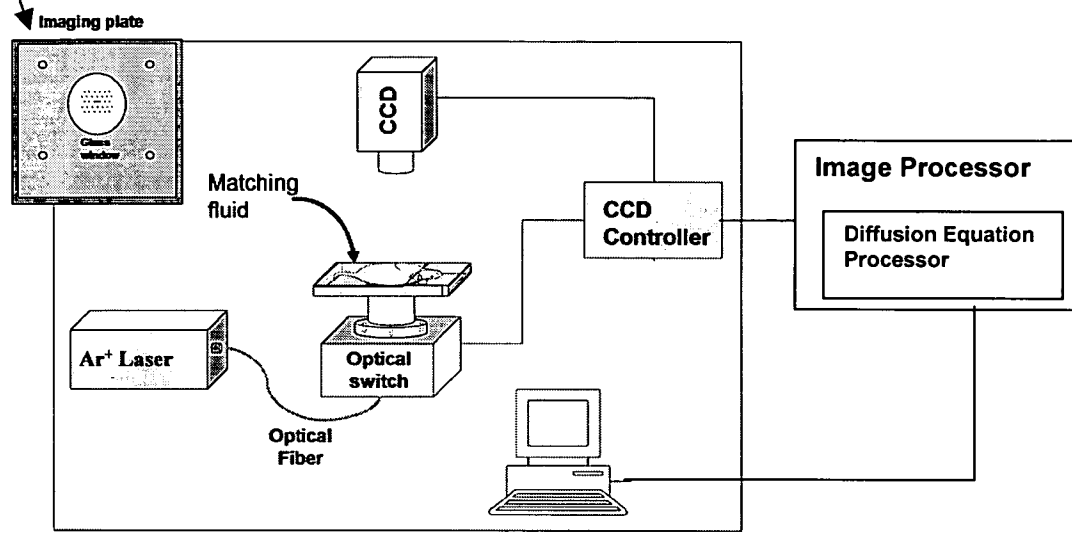 Imaging plate
Glass
window
CCD
Matching
fluid
CCD
Controller
Image Processor
Diffusion Equation
Processor
Ar⁺ Laser
Optical
switch
Optical
Fiber